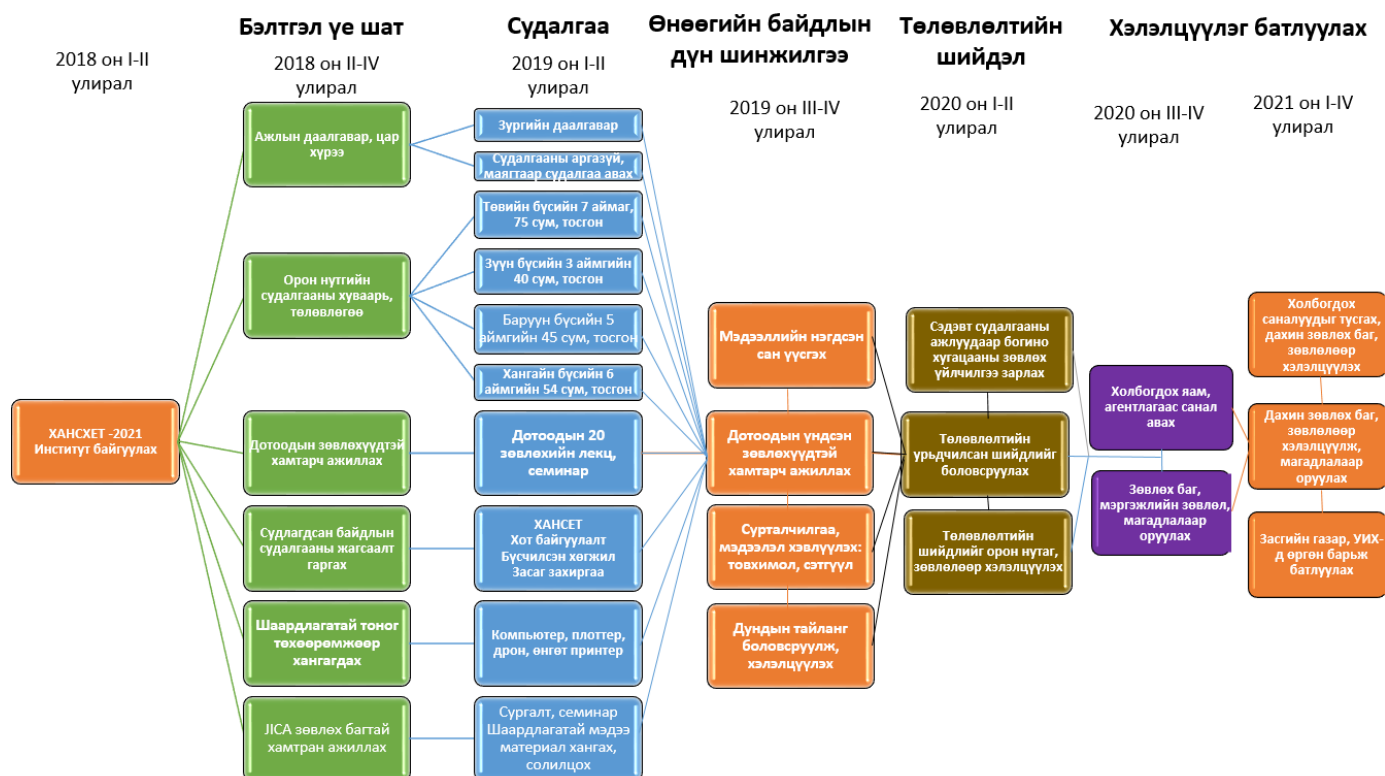 Бэлтгэл үе шат
Судалгаа
Өнөөгийн байдлын
дүн шинжилгээ
Төлөвлөлтийн
шийдэл
Хэлэлцүүлэг батлуулах
2018 он I-II
улирал
2018 он II-IV
улирал
2019 он I-II
улирал
2019 он III-IV
улирал
2020 он I-II
улирал
2020 он III-IV
улирал
2021 он I-IV
улирал
ХАНСХЕТ -2021
Институт байгуулах
Ажлын даалгавар, цар
хүрээ
Орон нутгийн
судалгааны хуваарь,
төлөвлөгөө
Дотоодын зөвлөхүүдтэй
хамтарч ажиллах
Судлагдсан байдлын
судалгааны жагсаалт
гаргах
Шаардлагатай тоног
төхөөрөмжөөр
хангагдах
JICA зөвлөх багтай
хамтран ажиллах
Зургийн даалгавар
Судалгааны аргазүй,
маягтаар судалгаа авах
Төвийн бүсийн 7 аймаг,
75 сум, тосгон
Зүүн бүсийн 3 аймгийн
40 сум, тосгон
Баруун бүсийн 5
аймгийн 45 сум, тосгон
Хангайн бүсийн 6
аймгийн 54 сум, тосгон
Дотоодын 20
зөвлөхийн лекц,
семинар
ХАНСЕТ
Хот байгуулалт
Бүсчилсэн хөгжил
Засаг захиргаа
Компьютер, плоттер,
дрон, өнгөт принтер
Сургалт, семинар
Шаардлагатай мэдээ
материал хангах,
солилцох
Мэдээллийн нэгдсэн
сан үүсгэх
Дотоодын үндсэн
зөвлөхүүдтэй
хамтарч ажиллах
Сурталчилгаа,
мэдээлэл хэвлүүлэх:
товхимол, сэтгүүл
Дундын тайланг
боловсруулж,
хэлэлцүүлэх
Сэдэвт судалгааны
ажлуудаар богино
хугацааны зөвлөх
үйлчилгээ зарлах
Төлөвлөлтийн
урьдчилсан шийдлийг
боловсруулах
Төлөвлөлтийн
шийдлийг орон нутаг,
зөвлөлөөр хэлэлцүүлэх
Холбогдох яам,
агентлагаас санал
авах
Зөвлөх баг,
мэргэжлийн зөвлөл,
магадлалаар
оруулах
Холбогдох
саналуудыг тусгах,
дахин зөвлөх баг,
зөвлөлөөр
хэлэлцүүлэх
Дахин зөвлөх баг,
зөвлөлөөр
хэлэлцүүлж,
магадлалаар
оруулах
Засгийн газар, УИХ-
д өргөн барьж
батлуулах